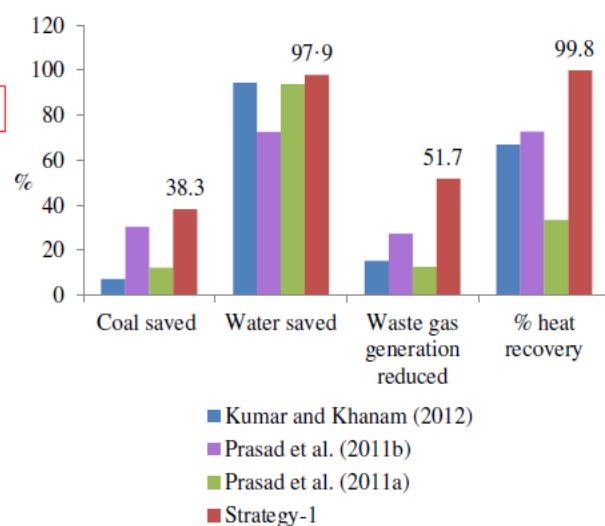 120
100
80
60
40
20
0
%
38.3
97·9
51.7
99.8
Coal saved
Water saved
Waste gas
generation
reduced
% heat
recovery
Kumar and Khanam (2012)
Prasad et al. (2011b)
Prasad et al. (2011a)
Strategy-1